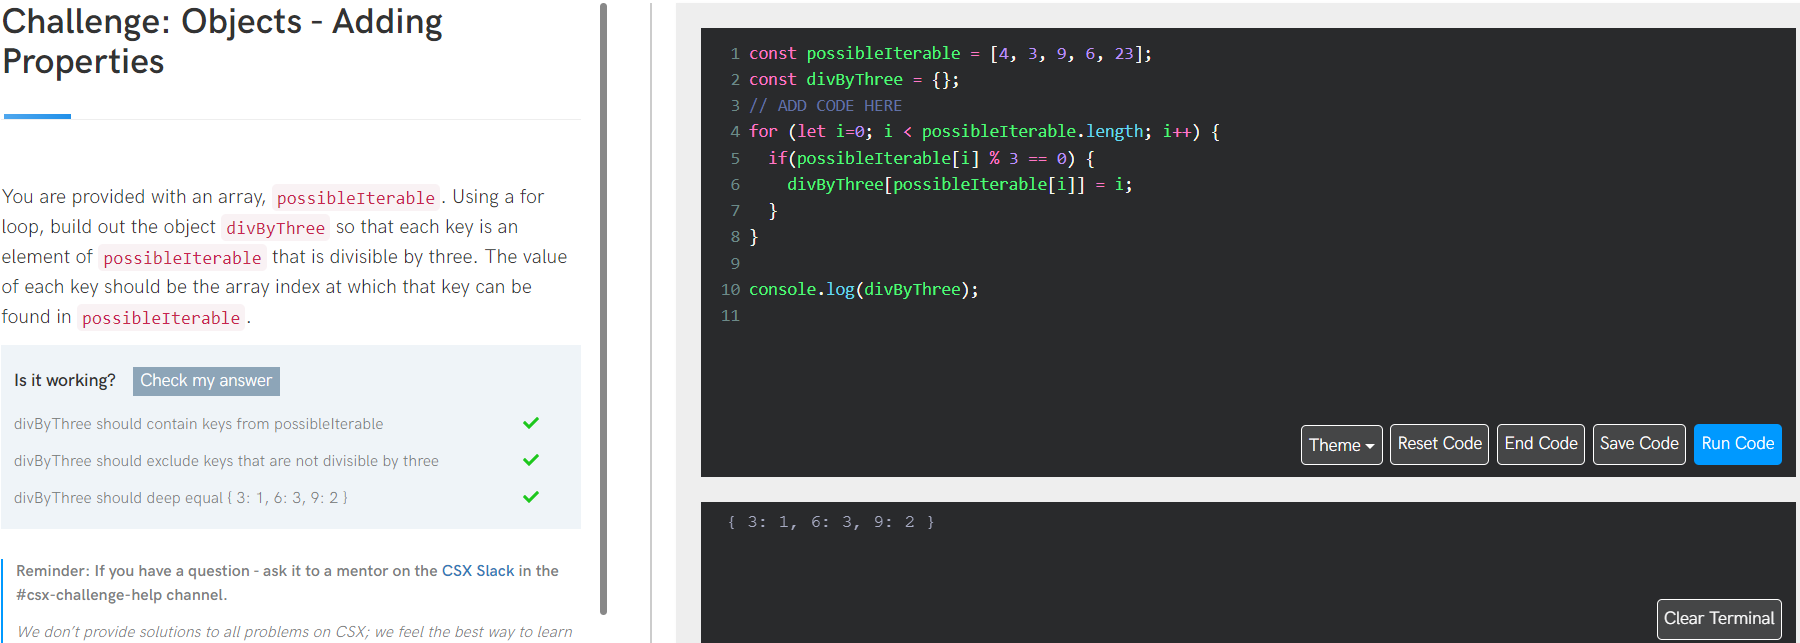 Challenge: Objects - Adding
Properties
You are provided with an array, possibleIterable. Using a for
loop, build out the object divByThree so that each key is an
element of possibleIterable that is divisible by three. The value
of each key should be the array index at which that key can be
found in possibleIterable.
Is it working? Check my answer
divByThree should contain keys from possibleIterable
divByThree should exclude keys that are not divisible by three
divByThree should deep equal { 3: 1, 6: 3, 9: 2 }
Reminder: If you have a question - ask it to a mentor on the CSX Slack in the
#csx-challenge-help channel.
We don't provide solutions to all problems on CSX; we feel the best way to learn
1 const possibleIterable = [4, 3, 9, 6, 23];
2 const divByThree = {};
3 // ADD CODE HERE
4 for (let i=0; i < possibleIterable.length; i++) {
5   if(possibleIterable[i] % 3 == 0) {
6     divByThree[possibleIterable[i]] = i;
7   }
8 }
9
10 console.log(divByThree);
11
Theme Reset Code End Code Save Code Run Code
{ 3: 1, 6: 3, 9: 2 }
Clear Terminal